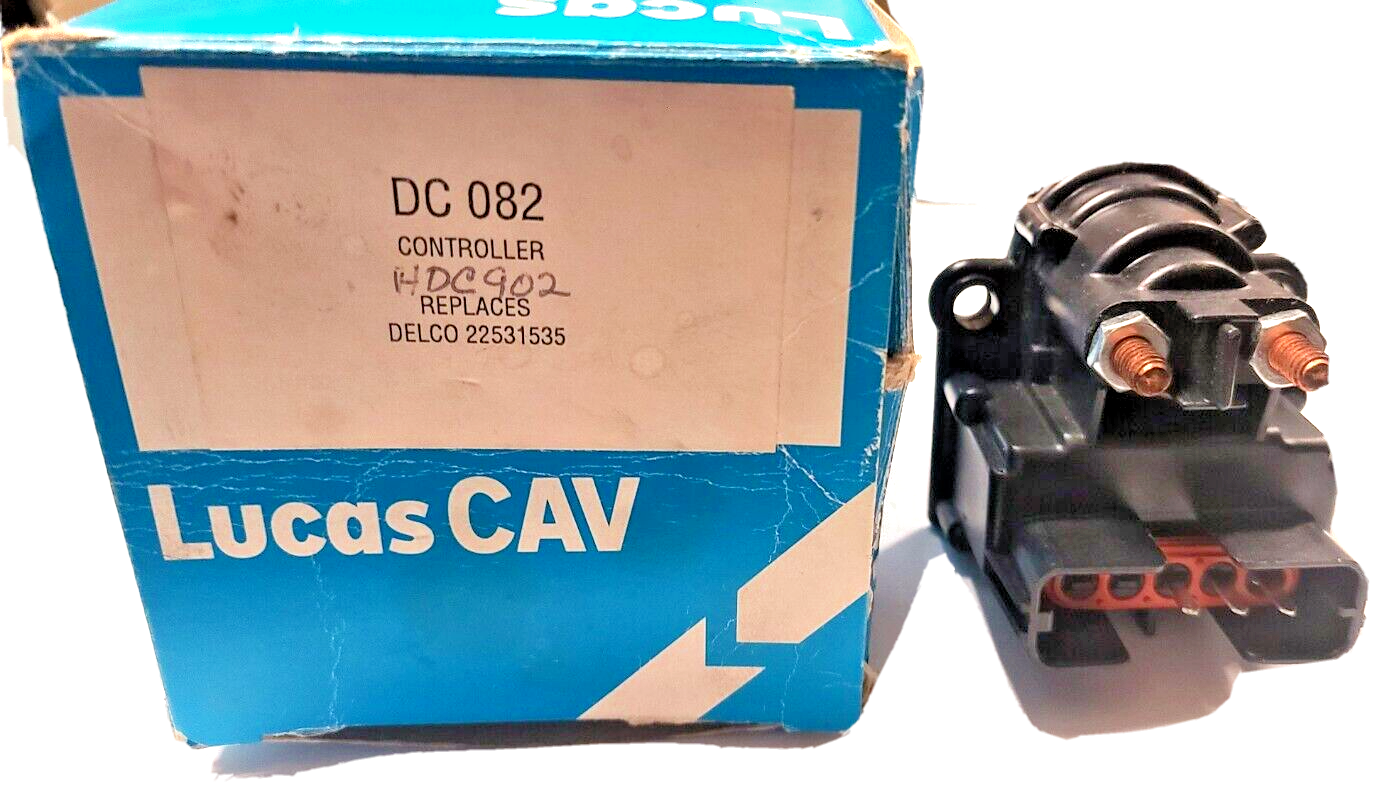 Lucas
DC 082
CONTROLLER
HDC902
REPLACES
DELCO 22531535
Lucas CAV